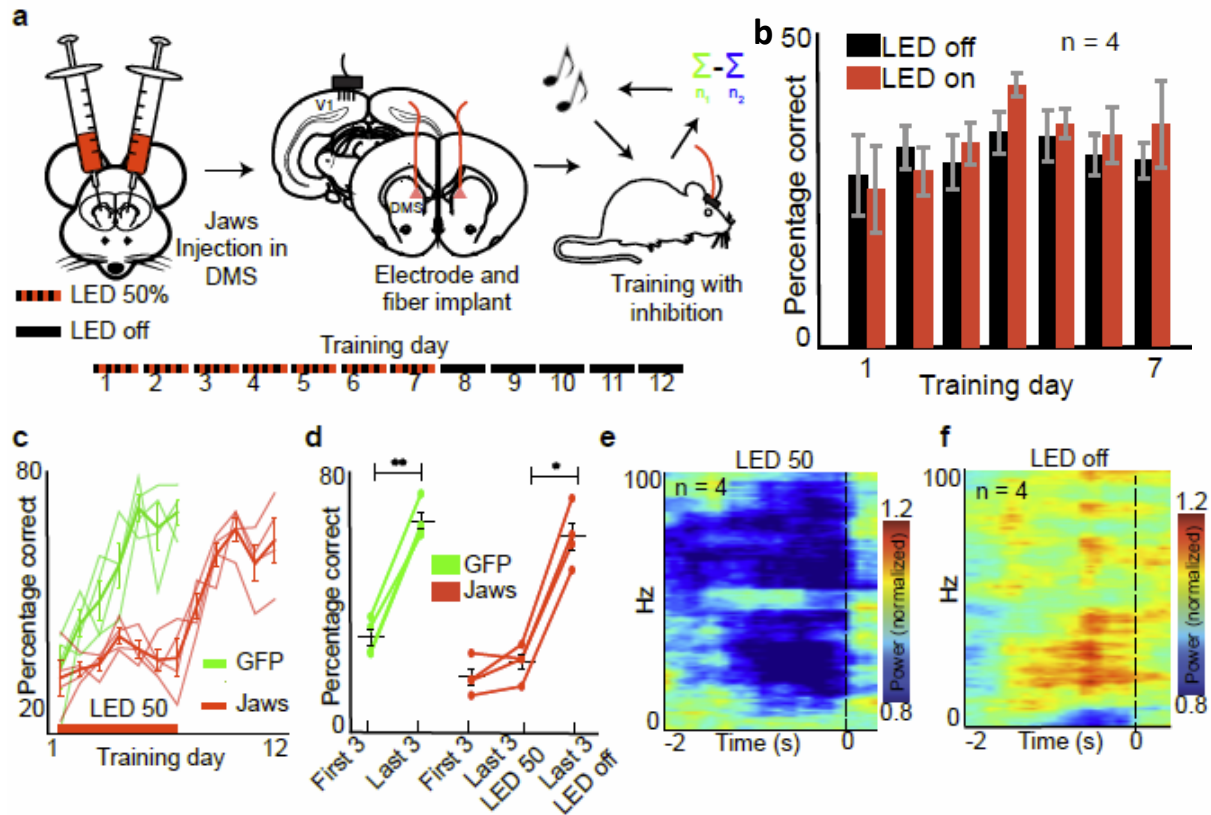 a
V1
DMS
Σ-Σ
n1 n2
Jaws
Injection in
DMS
Electrode and
fiber implant
Training with
inhibition
LED 50%
LED off
Training day
1 2 3 4 5 6 7 8 9 10 11 12
b
50
LED off
LED on
n = 4
Percentage correct
0
1
7
Training day
c
80
Percentage correct
20
GFP
Jaws
LED 50
1
12
Training day
d
80
Percentage correct
0
**
*
GFP
Jaws
First 3
Last 3
First 3
Last 3
LED 50
Last 3
LED off
e
LED 50
100
n = 4
Hz
0
-2
Time (s)
0
1.2
Power (normalized)
0.8
f
LED off
100
n = 4
Hz
0
-2
Time (s)
0
1.2
Power (normalized)
0.8